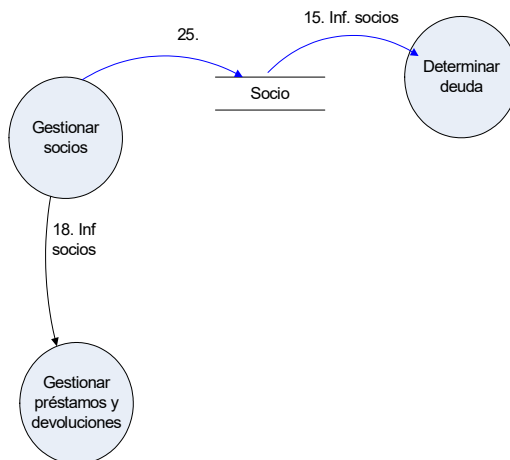 25.
15. Inf. socios
Determinar
deuda
Socio
Gestionar
socios
18. Inf
socios
Gestionar
préstamos y
devoluciones